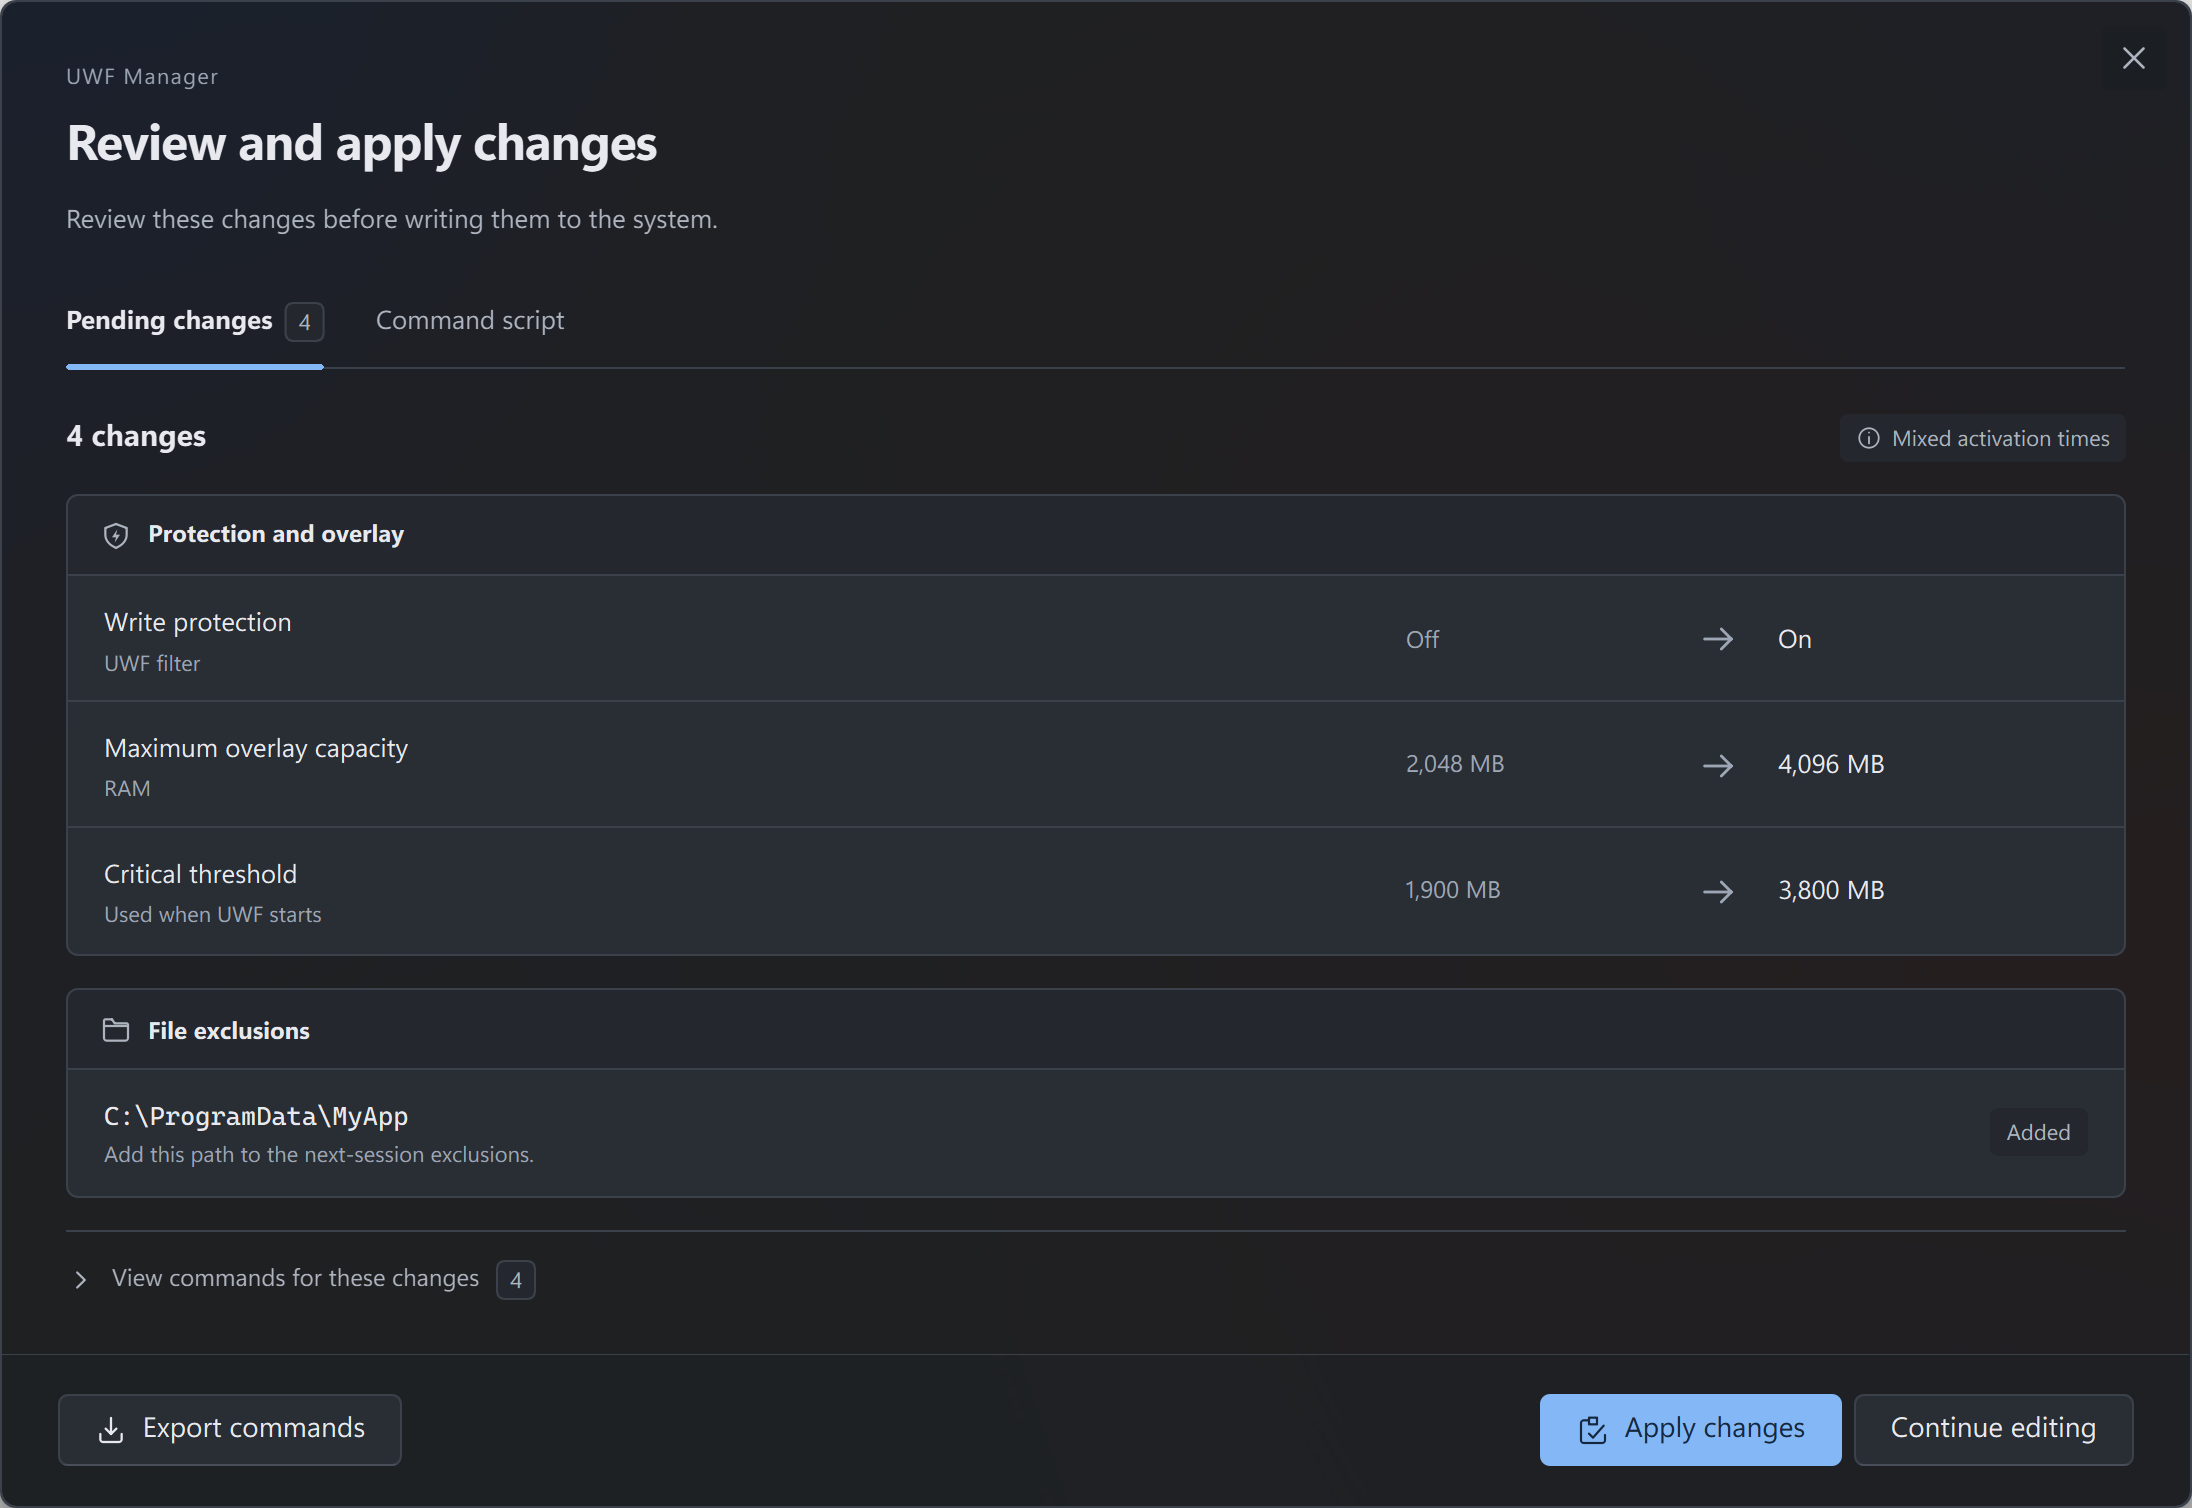 UWF Manager
Review and apply changes
Review these changes before writing them to the system.
Pending changes 4 Command script
4 changes
Mixed activation times
Protection and overlay
Write protection
UWF filter
Off → On
Maximum overlay capacity
RAM
2,048 MB → 4,096 MB
Critical threshold
Used when UWF starts
1,900 MB → 3,800 MB
File exclusions
C:\ProgramData\MyApp
Add this path to the next-session exclusions.
Added
View commands for these changes 4
Export commands
Apply changes
Continue editing